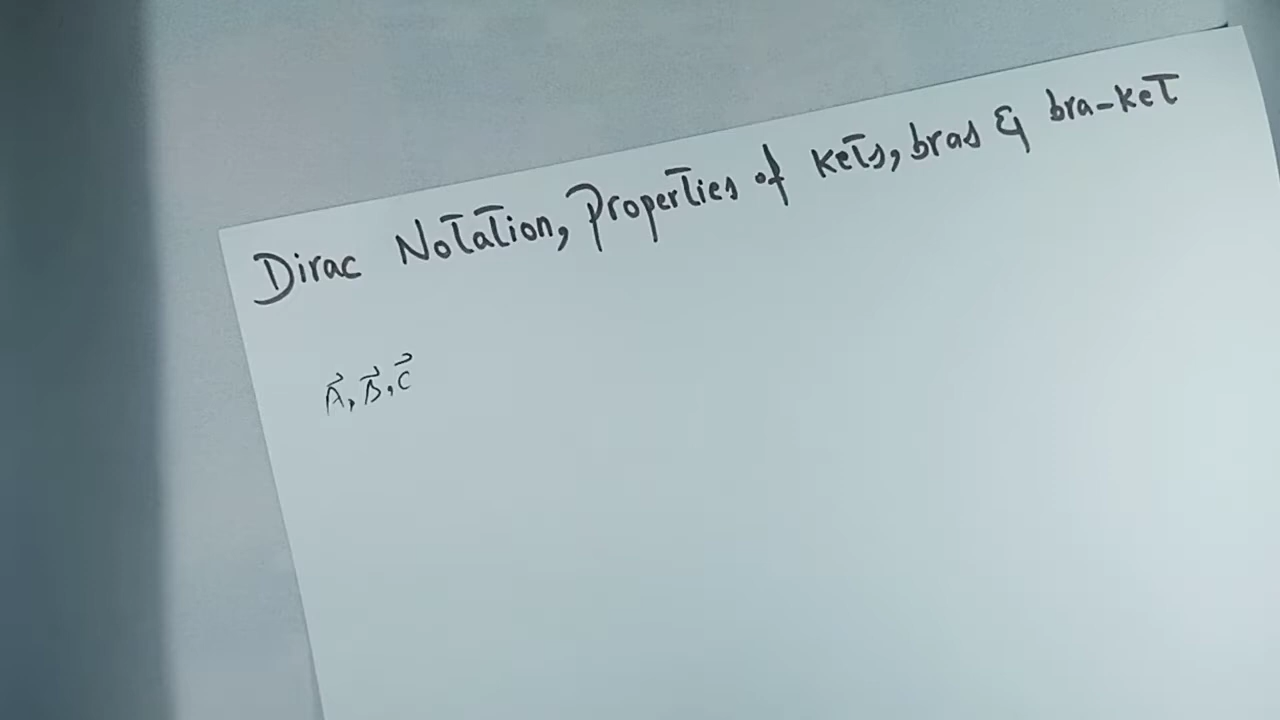 Dirac Notation, Properties of kets, bras & bra-ket
A⃗, B⃗, C⃗